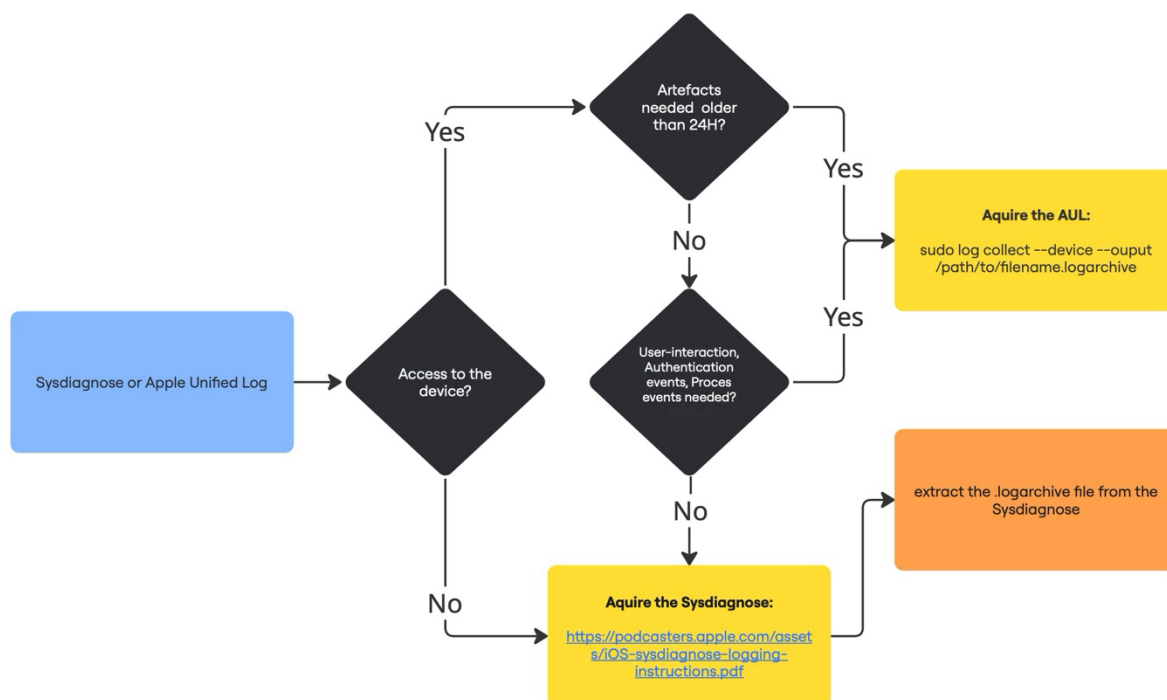 Artefacts
needed older
than 24H?
Yes
Yes
Aquire the AUL:
sudo log collect --device --ouput
/path/to/filename.logarchive
No
Yes
Sysdiagnose or Apple Unified Log
Access to the
device?
User-interaction,
Authentication
events, Proces
events needed?
extract the .logarchive file from the
Sysdiagnose
No
No
Aquire the Sysdiagnose:
https://podcasters.apple.com/asset
s/iOS-sysdiagnose-logging-
instructions.pdf